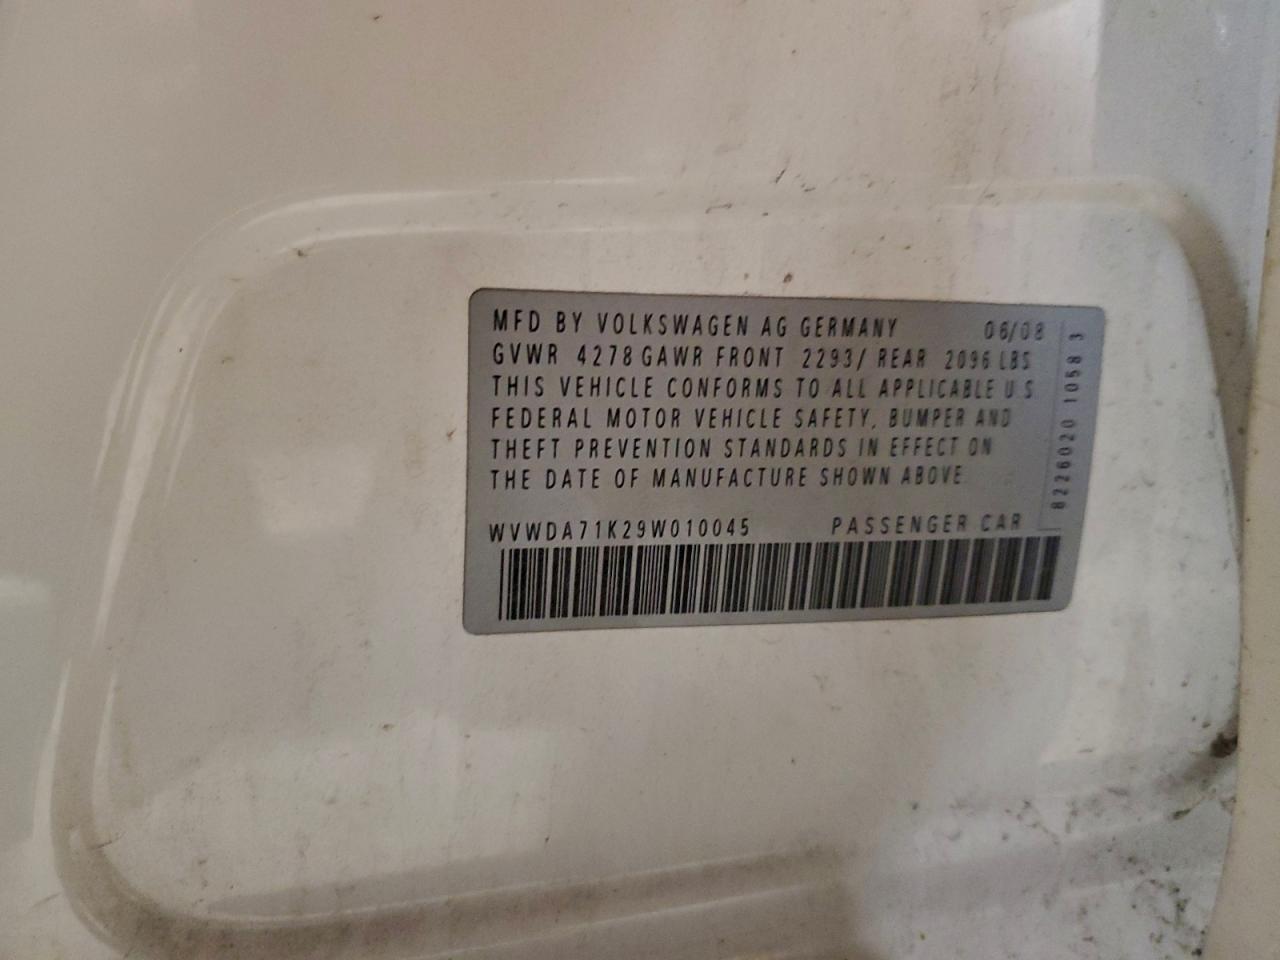 MFD BY VOLKSWAGEN AG GERMANY 06/08
GVWR 4278 GAWR FRONT 2293/ REAR 2096 LBS
THIS VEHICLE CONFORMS TO ALL APPLICABLE U S
FEDERAL MOTOR VEHICLE SAFETY, BUMPER AND
THEFT PREVENTION STANDARDS IN EFFECT ON
THE DATE OF MANUFACTURE SHOWN ABOVE.
WVWDA71K29W010045 PASSENGER CAR
8226020 1058 3